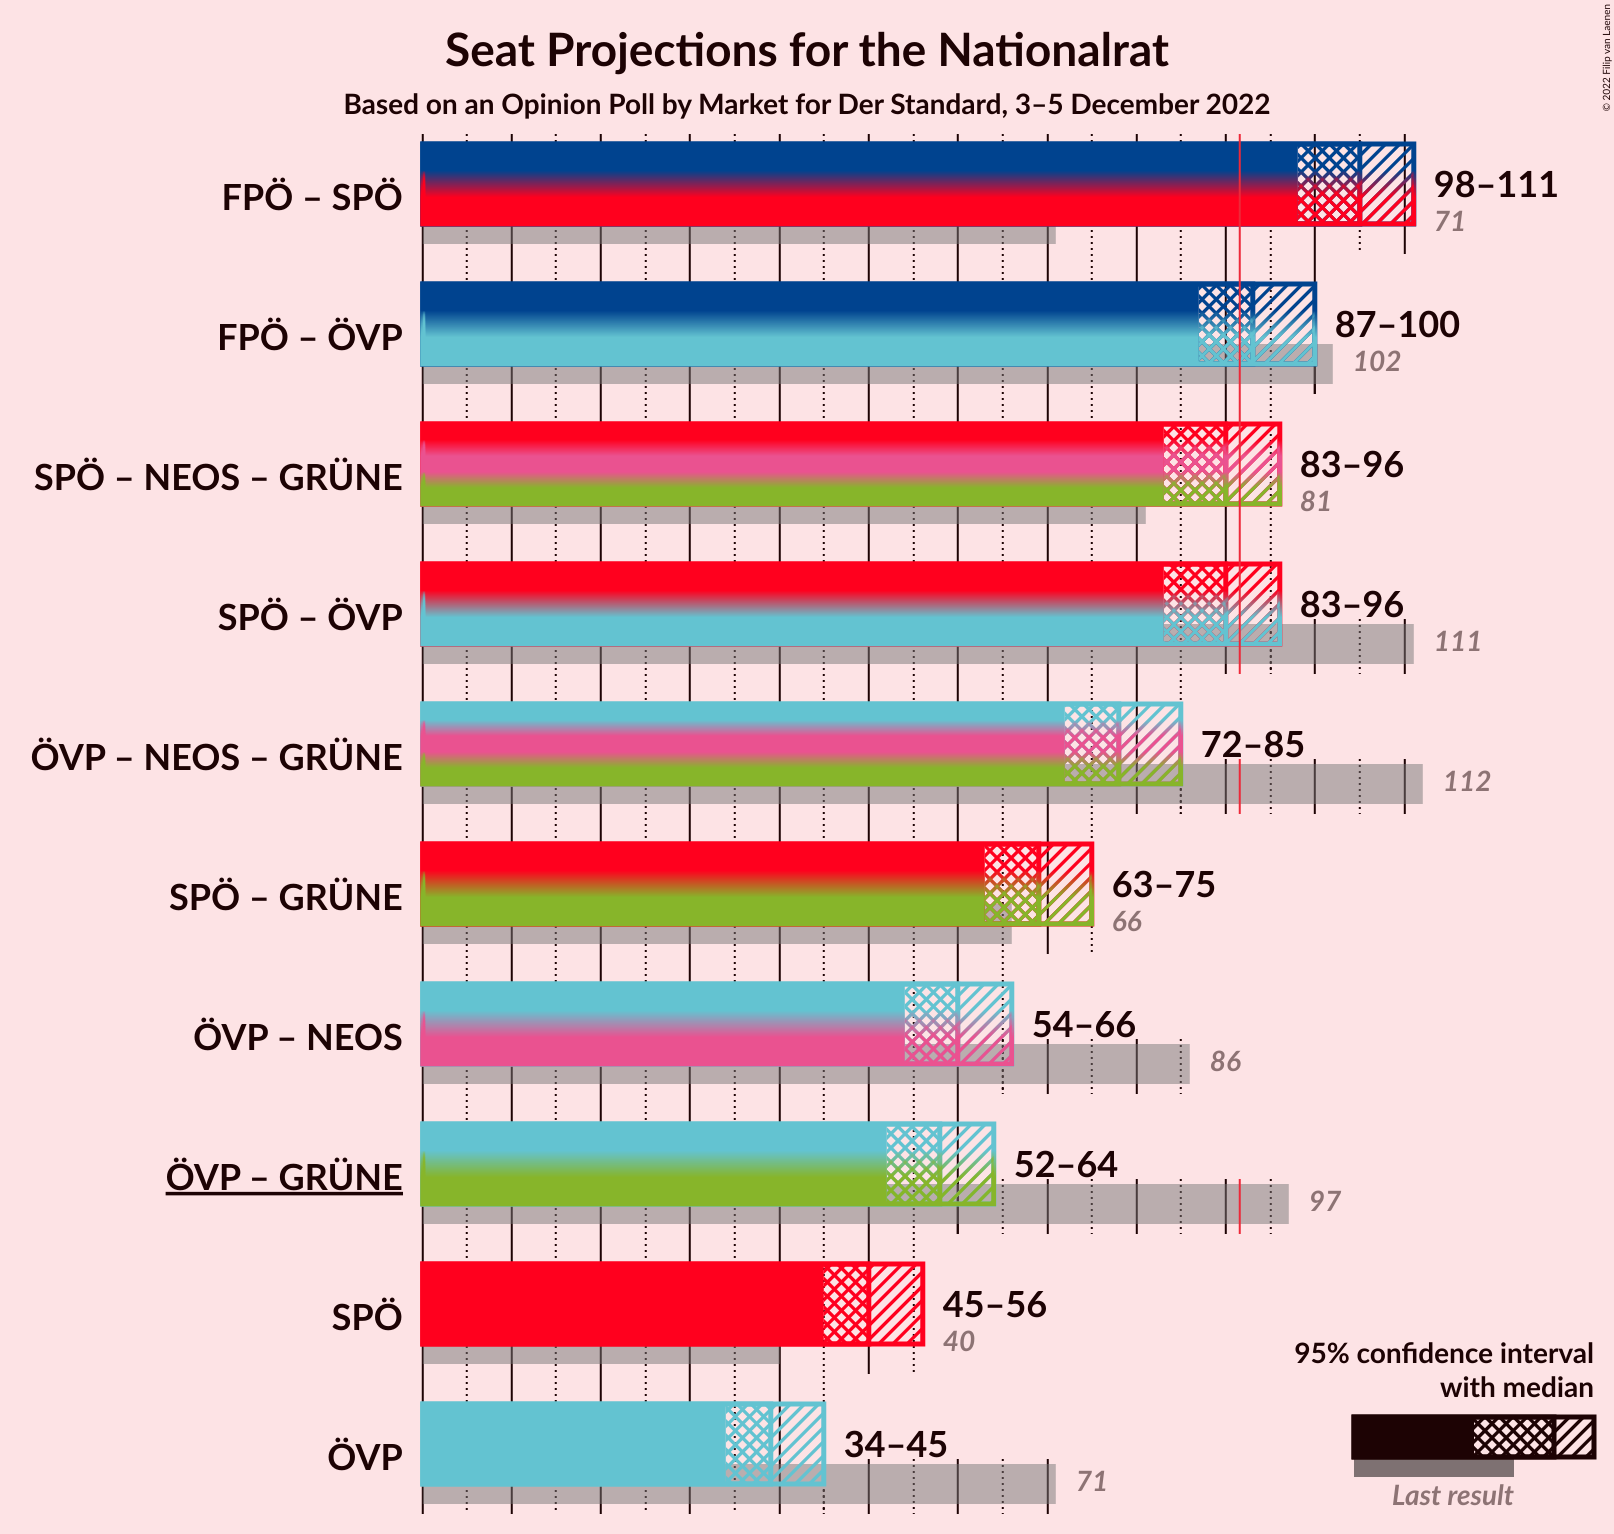 Seat Projections for the Nationalrat
Based on an Opinion Poll by Market for Der Standard, 3–5 December 2022
© 2022 Filip van Laenen
FPÖ – SPÖ
98–111
71
FPÖ – ÖVP
87–100
102
SPÖ – NEOS – GRÜNE
83–96
81
SPÖ – ÖVP
83–96
111
ÖVP – NEOS – GRÜNE
72–85
112
SPÖ – GRÜNE
63–75
66
ÖVP – NEOS
54–66
86
ÖVP – GRÜNE
52–64
97
SPÖ
45–56
40
ÖVP
34–45
71
95% confidence interval
with median
Last result